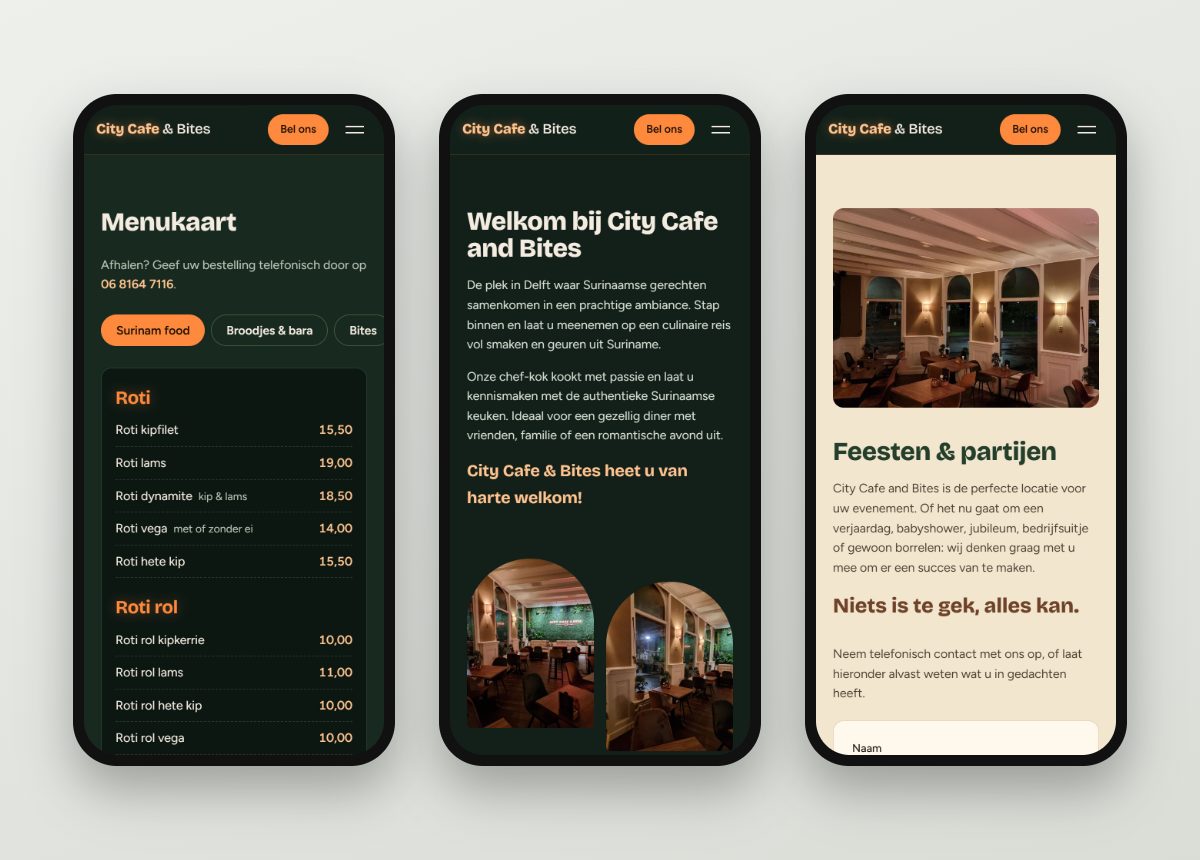 City Cafe & Bites
Bel ons
Menukaart
Afhalen? Geef uw bestelling telefonisch door op
06 8164 7116.
Surinam food
Broodjes & bara
Bites
Roti
Roti kipfilet 15,50
Roti lams 19,00
Roti dynamite kip & lams 18,50
Roti vega met of zonder ei 14,00
Roti hete kip 15,50
Roti rol
Roti rol kipkerrie 10,00
Roti rol lams 11,00
Roti rol hete kip 10,00
Roti rol vega 10,00
City Cafe & Bites
Bel ons
Welkom bij City Cafe
and Bites
De plek in Delft waar Surinaamse gerechten
samenkomen in een prachtige ambiance. Stap
binnen en laat u meenemen op een culinaire reis
vol smaken en geuren uit Suriname.
Onze chef-kok kookt met passie en laat u
kennismaken met de authentieke Surinaamse
keuken. Ideaal voor een gezellig diner met
vrienden, familie of een romantische avond uit.
City Cafe & Bites heet u van
harte welkom!
City Cafe & Bites
Bel ons
Feesten & partijen
City Cafe and Bites is de perfecte locatie voor
uw evenement. Of het nu gaat om een
verjaardag, babyshower, jubileum, bedrijfsuitje
of gewoon borrelen: wij denken graag met u
mee om er een succes van te maken.
Niets is te gek, alles kan.
Neem telefonisch contact met ons op, of laat
hieronder alvast weten wat u in gedachten
heeft.
Naam